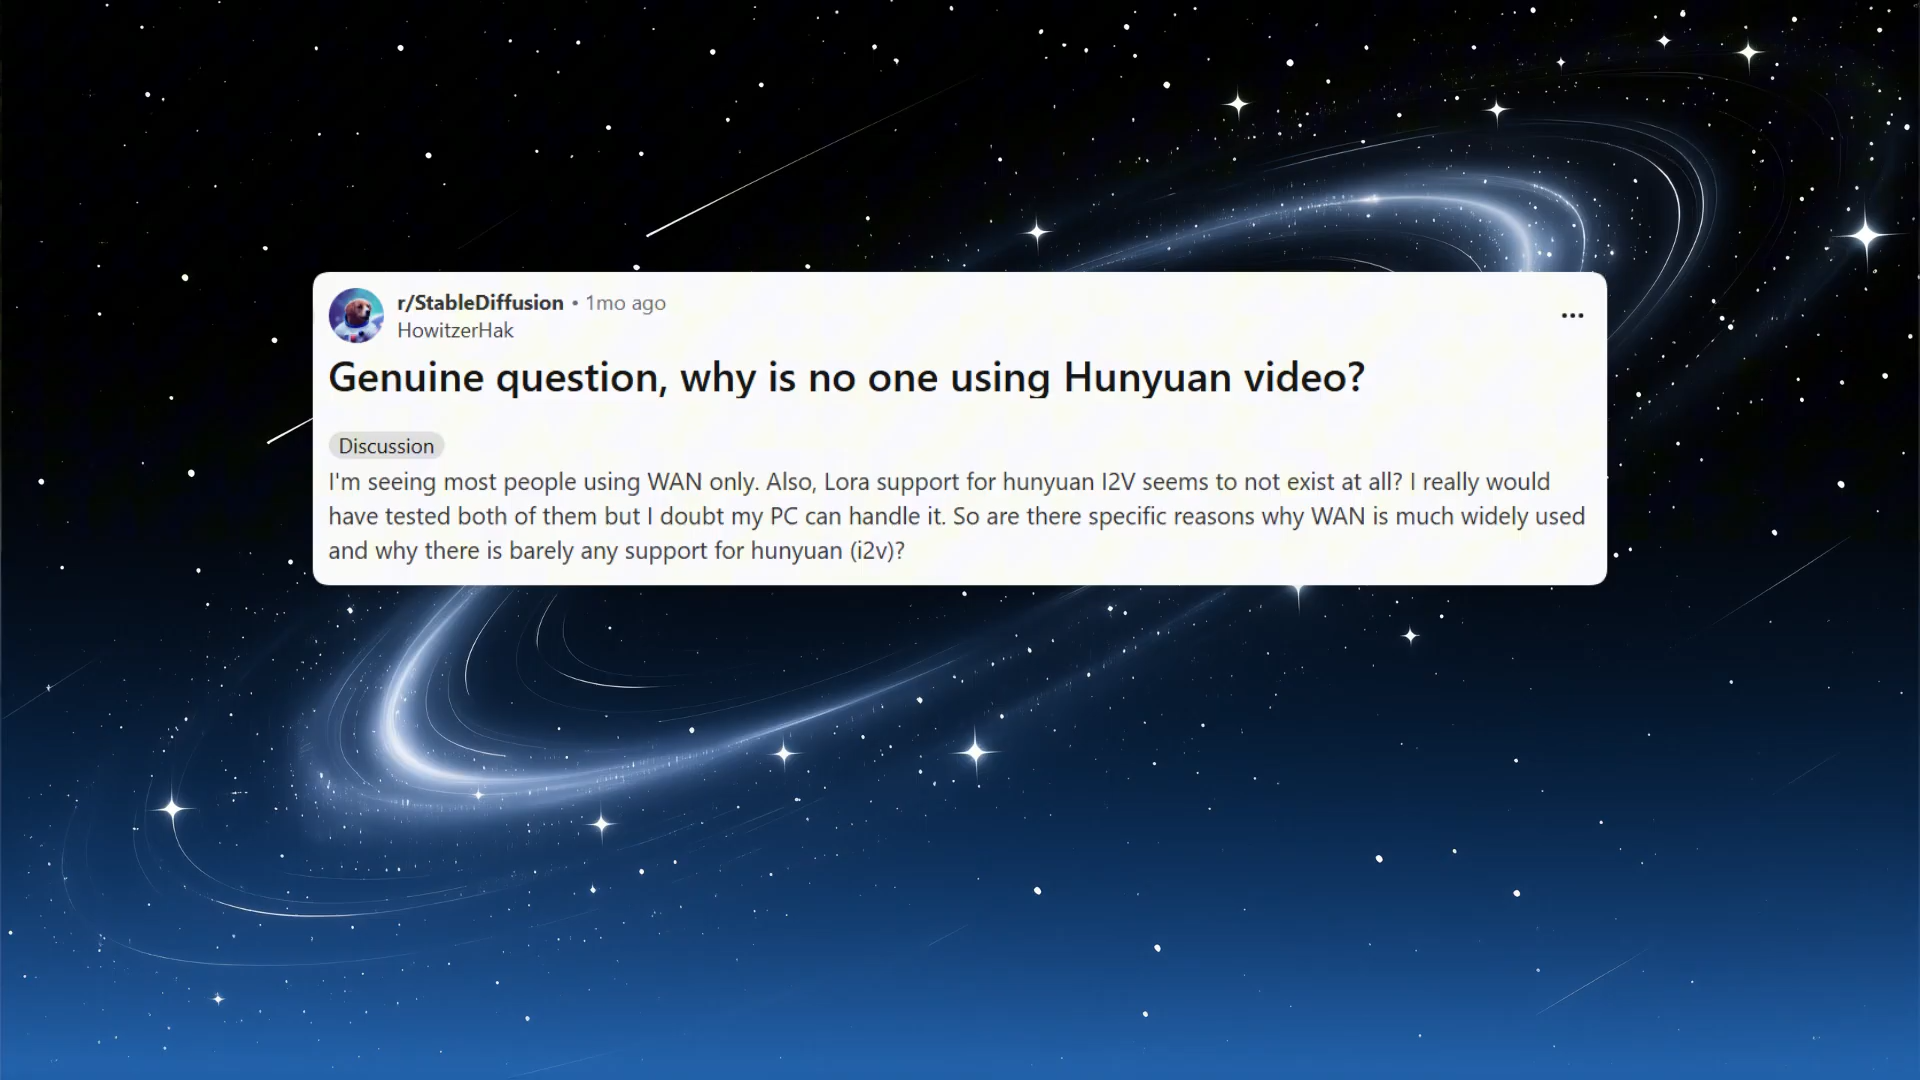 r/StableDiffusion • 1mo ago
HowitzerHak
Genuine question, why is no one using Hunyuan video?
Discussion
I'm seeing most people using WAN only. Also, Lora support for hunyuan I2V seems to not exist at all? I really would
have tested both of them but I doubt my PC can handle it. So are there specific reasons why WAN is much widely used
and why there is barely any support for hunyuan (i2v)?